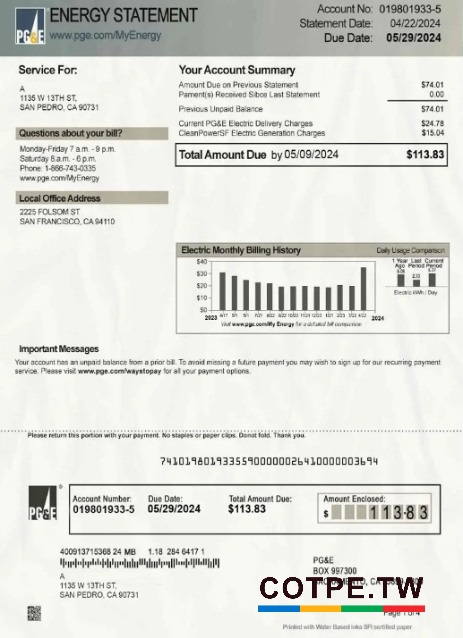 PG&E
ENERGY STATEMENT
www.pge.com/MyEnergy
Account No: 019801933-5
Statement Date: 04/22/2024
Due Date: 05/29/2024
Service For:
A
1135 W 13TH ST,
SAN PEDRO, CA 90731
Questions about your bill?
Monday-Friday 7 a.m. - 9 p.m.
Saturday 8 a.m. - 6 p.m.
Phone: 1-866-743-0335
www.pge.com/MyEnergy
Local Office Address
2225 FOLSOM ST
SAN FRANCISCO, CA 94110
Your Account Summary
Amount Due on Previous Statement $74.01
Pament(s) Received Sibce Last Statement 0.00
Previous Unpaid Balance $74.01
Current PG&E Electric Delivery Charges $24.78
CleanPowerSF Electric Generation Charges $15.04
Total Amount Due by 05/09/2024 $113.83
Electric Monthly Billing History
Daily Usage Comparison
$40
$30
$20
$10
$0
2023
2024
Visit www.pge.com/My Energy for a detailed bill comparison
1 Year Last Current
Ago Period Period
Electric kWh / Day
Important Messages
Your account has an unpaid balance from a prior bill. To avoid missing a future payment you may wish to sign up for our recurring payment
service. Please visit www.pge.com/waystopay for all your payment options.
Please return this portion with your payment. No staples or paper clips. Donot fold. Thank you.
PG&E
Account Number: Due Date: Total Amount Due: Amount Enclosed:
019801933-5 05/29/2024 $113.83 $ 113.83
400913715368 24 MB 1.18 284 6417 1
A
1135 W 13TH ST,
SAN PEDRO, CA 90731
PG&E
BOX 997300
COTPE.TW
Page 1 of 4
Printed with Water Based Inks SFI certified paper